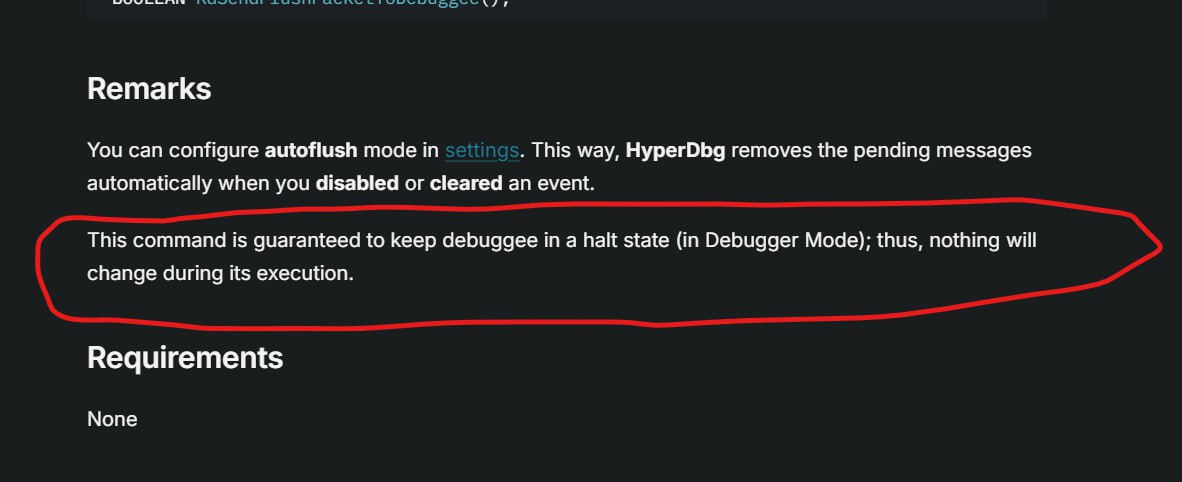 BOOLEAN KdSendFlushPacketToDebuggee();
Remarks
You can configure autoflush mode in settings. This way, HyperDbg removes the pending messages
automatically when you disabled or cleared an event.
This command is guaranteed to keep debuggee in a halt state (in Debugger Mode); thus, nothing will
change during its execution.
Requirements
None